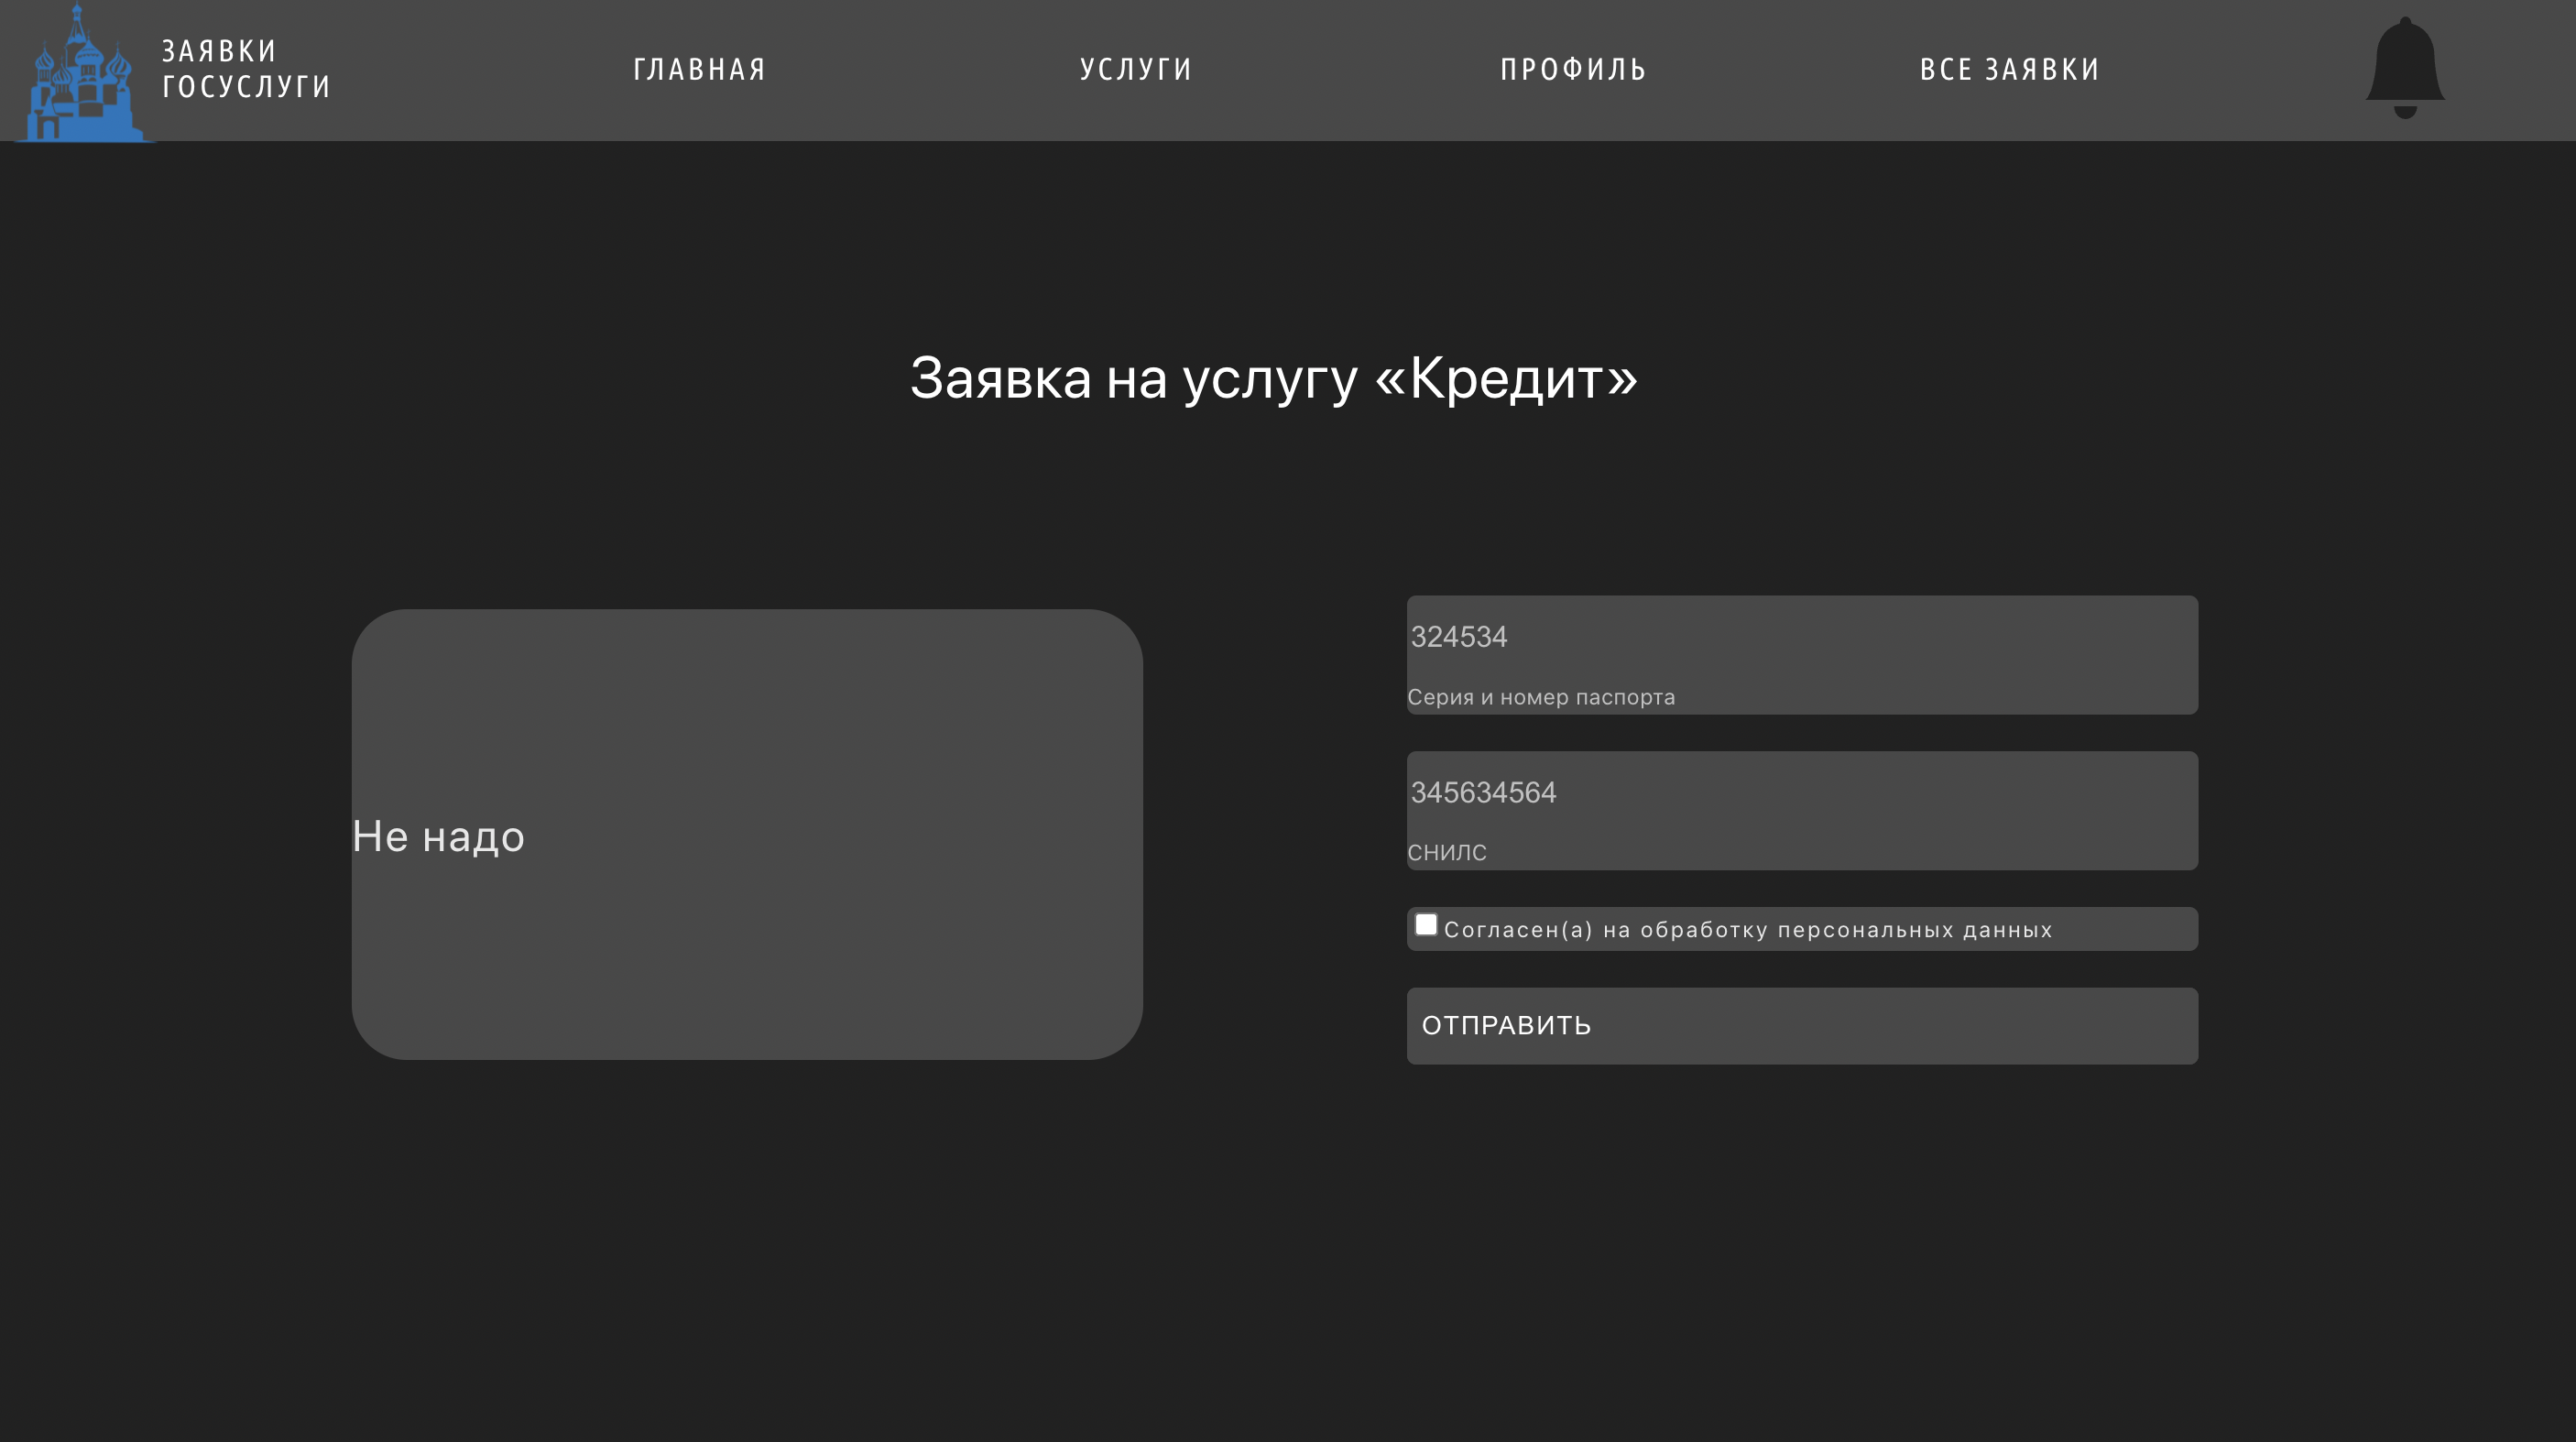 ЗАЯВКИ
ГОСУСЛУГИ
ГЛАВНАЯ
УСЛУГИ
ПРОФИЛЬ
ВСЕ ЗАЯВКИ
Заявка на услугу «Кредит»
Не надо
324534
Серия и номер паспорта
345634564
СНИЛС
Согласен(а) на обработку персональных данных
ОТПРАВИТЬ